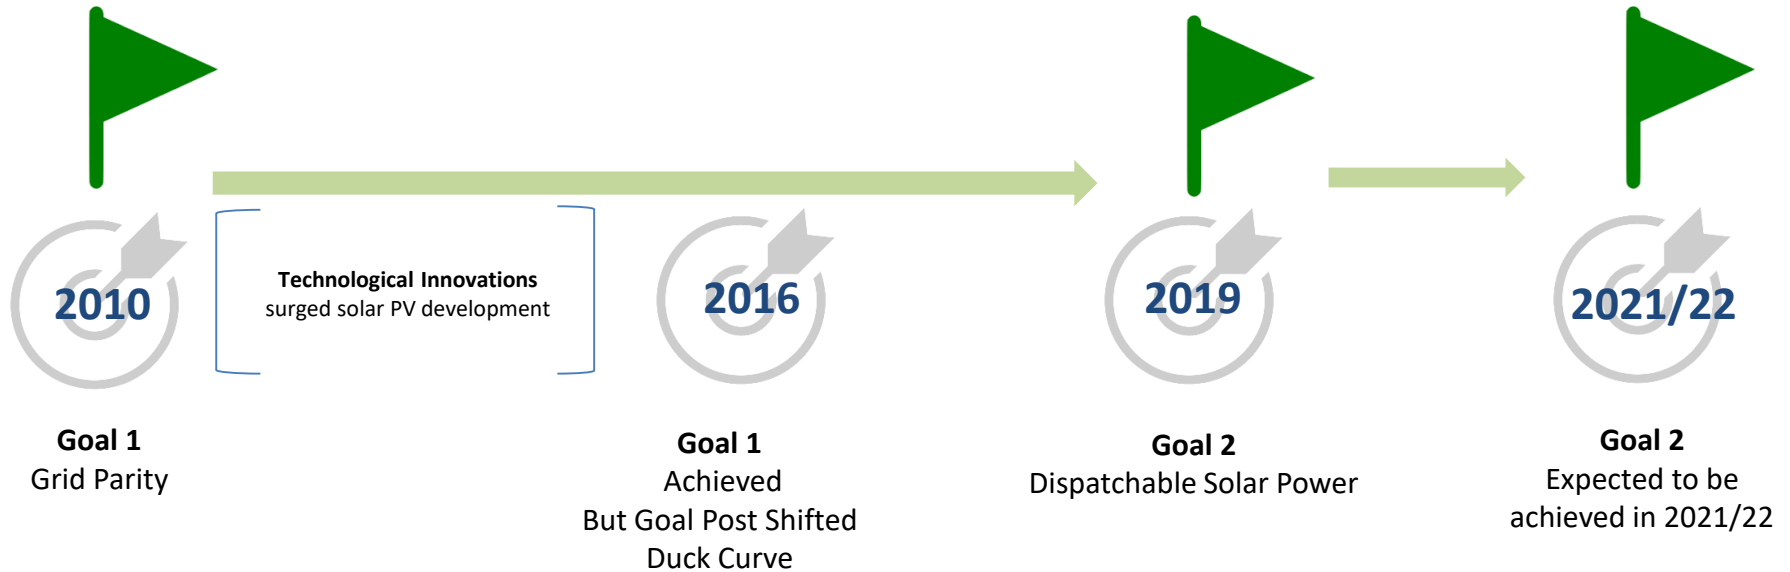 2010
Goal 1
Grid Parity
Technological Innovations
surged solar PV development
2016
Goal 1
Achieved
But Goal Post Shifted
Duck Curve
2019
Goal 2
Dispatchable Solar Power
2021/22
Goal 2
Expected to be
achieved in 2021/22